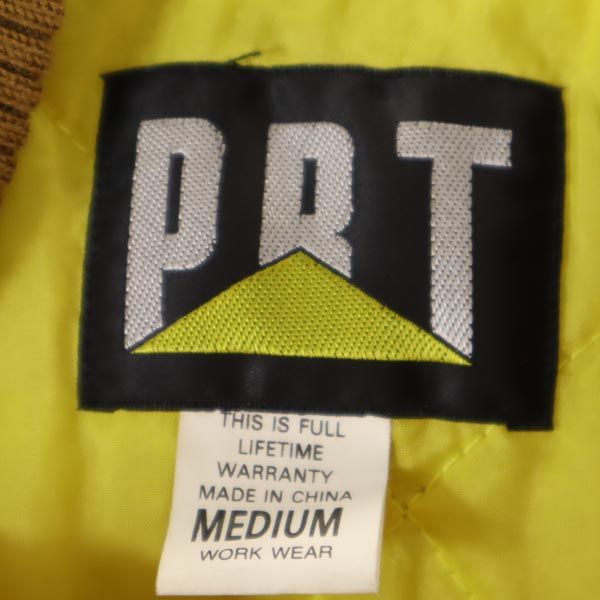 PRT
THIS IS FULL
LIFETIME
WARRANTY
MADE IN CHINA
MEDIUM
WORK WEAR